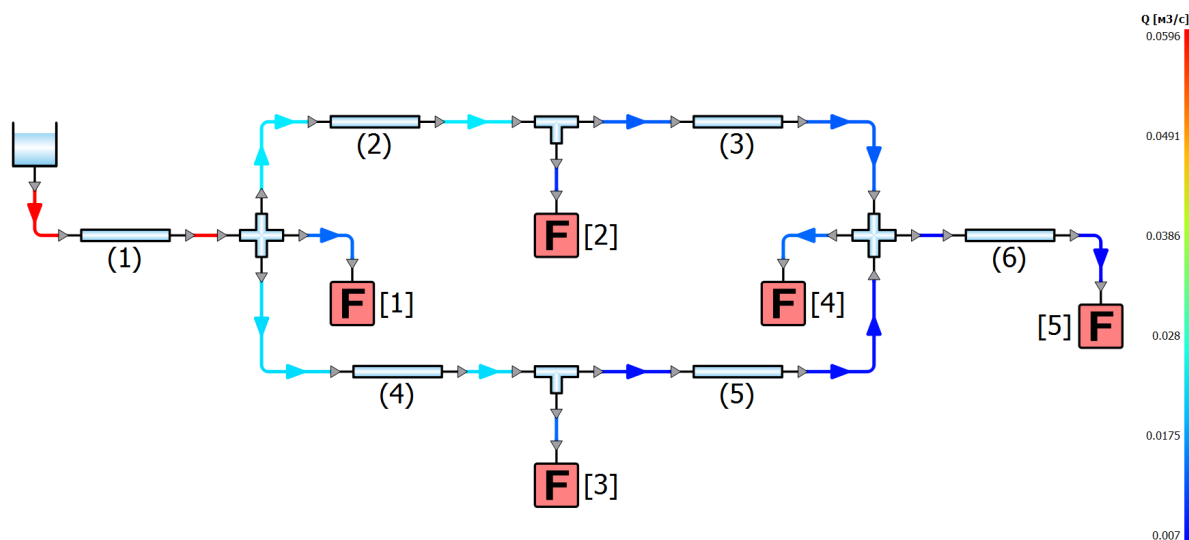 Q [м3/с]
0.0596
0.0491
0.0386
0.028
0.0175
0.007
(1)
(2)
(3)
(4)
(5)
(6)
F [1]
F [2]
F [3]
F [4]
[5] F